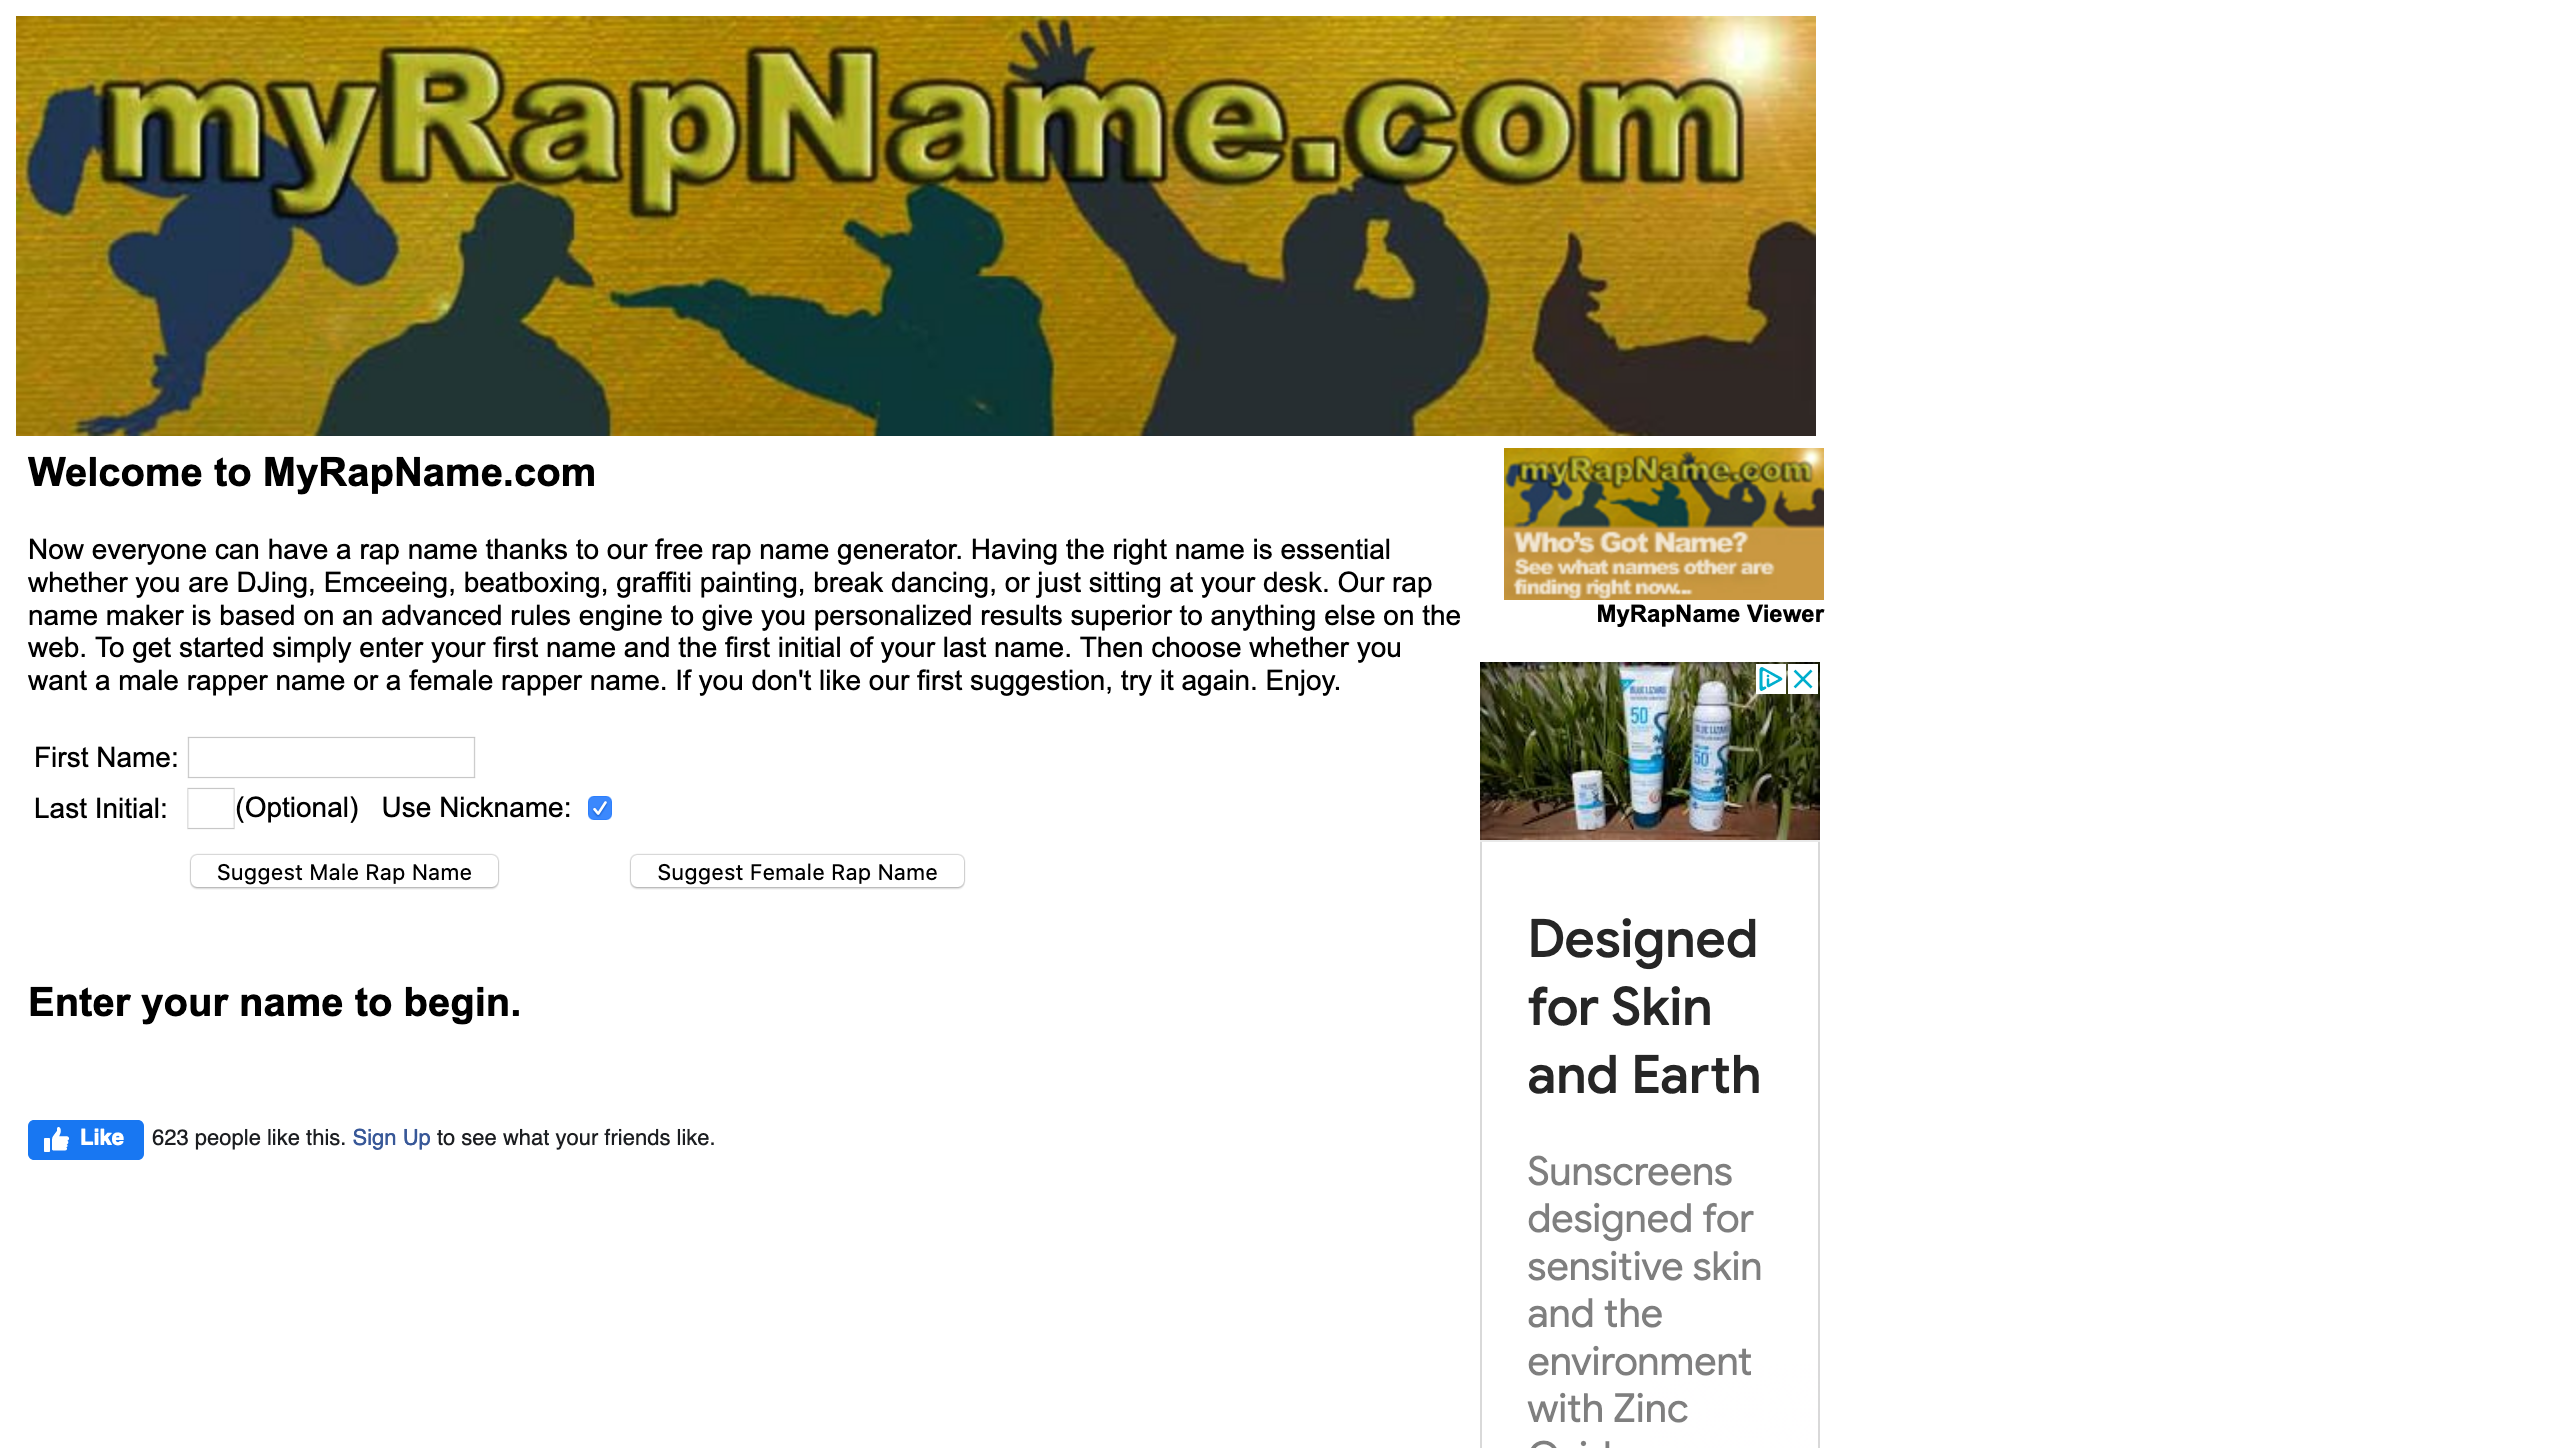 myRapName.com
Welcome to MyRapName.com
Now everyone can have a rap name thanks to our free rap name generator. Having the right name is essential
whether you are DJing, Emceeing, beatboxing, graffiti painting, break dancing, or just sitting at your desk. Our rap
name maker is based on an advanced rules engine to give you personalized results superior to anything else on the
web. To get started simply enter your first name and the first initial of your last name. Then choose whether you
want a male rapper name or a female rapper name. If you don't like our first suggestion, try it again. Enjoy.
First Name:
Last Initial: (Optional) Use Nickname:
Suggest Male Rap Name Suggest Female Rap Name
Enter your name to begin.
Like 623 people like this. Sign Up to see what your friends like.
myRapName.com
Who's Got Name?
See what names other are
finding right now...
MyRapName Viewer
BLUE LIZARD
50
BLUE LIZARD
50
Designed
for Skin
and Earth
Sunscreens
designed for
sensitive skin
and the
environment
with Zinc